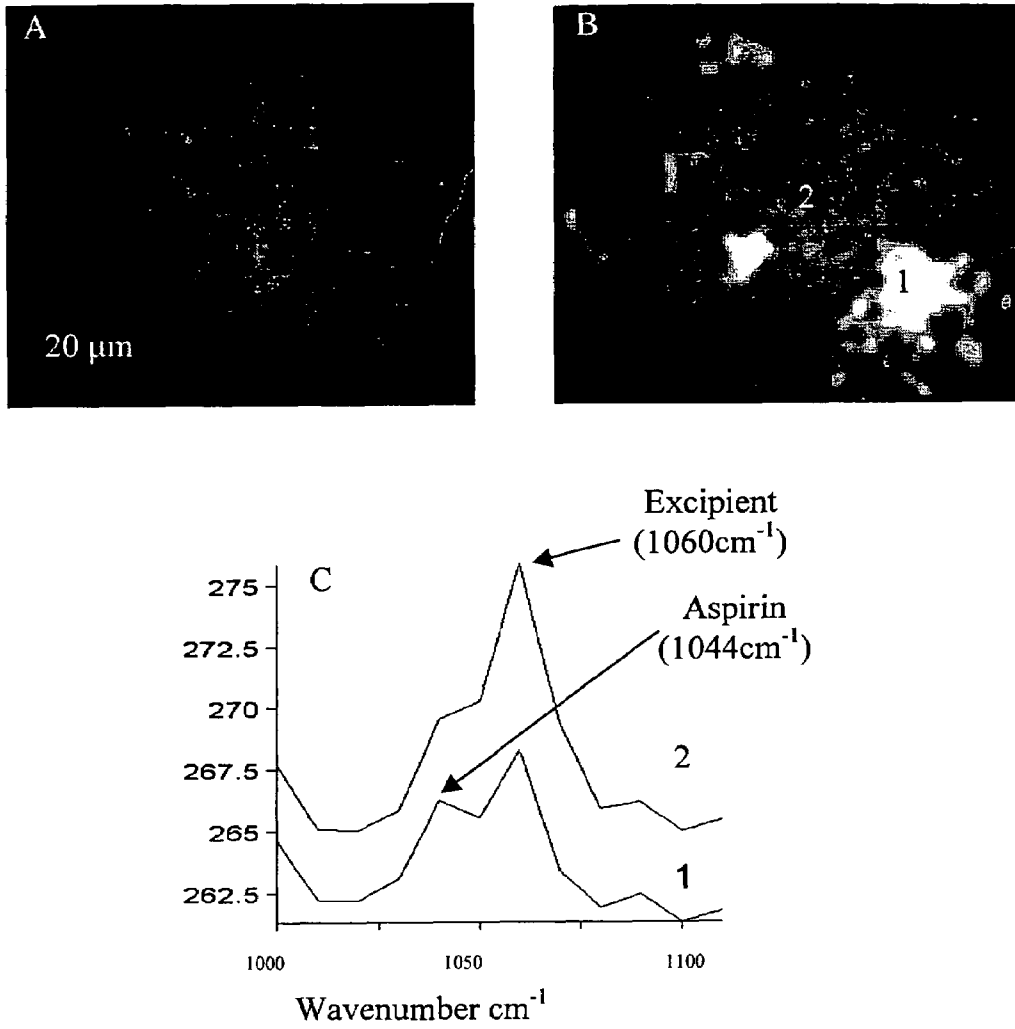 A
B
2
1
20 μm
Excipient
(1060cm⁻¹)
C
Aspirin
(1044cm⁻¹)
275
272.5
270
267.5
265
262.5
2
1
1000
1050
1100
Wavenumber cm⁻¹